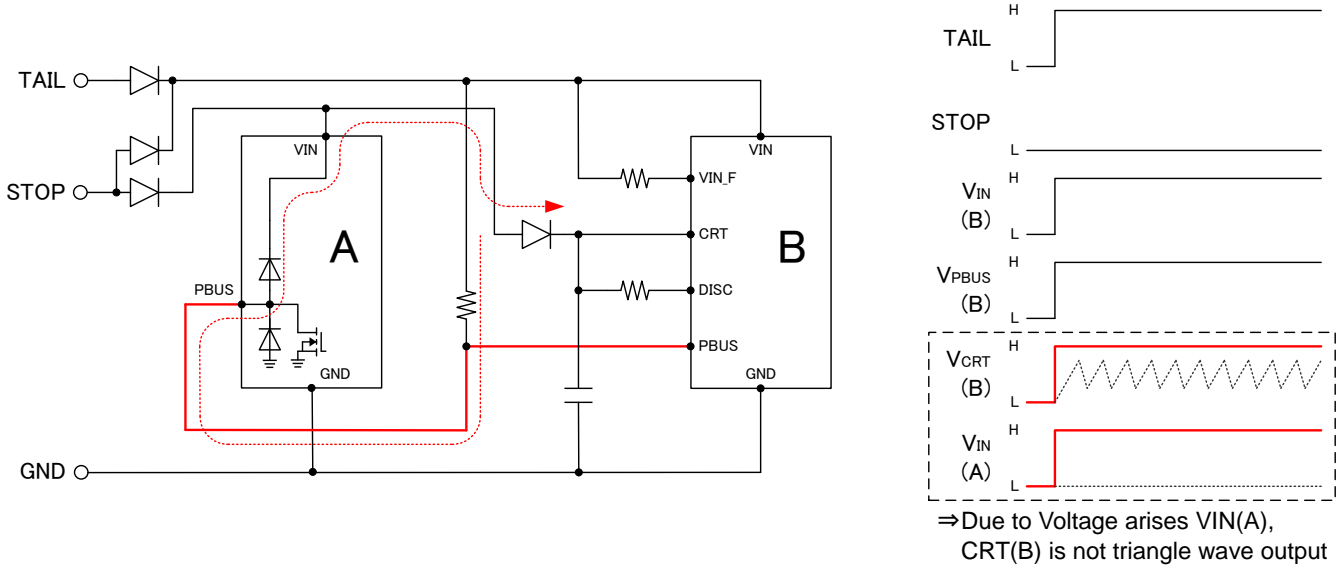 TAIL
STOP
GND
VIN
A
PBUS
GND
VIN
VIN_F
CRT
B
DISC
PBUS
GND
TAIL
H
L
STOP
L
VIN
(B)
H
L
VPBUS
(B)
H
L
VCRT
(B)
H
L
VIN
(A)
H
L
⇒Due to Voltage arises VIN(A),
CRT(B) is not triangle wave output